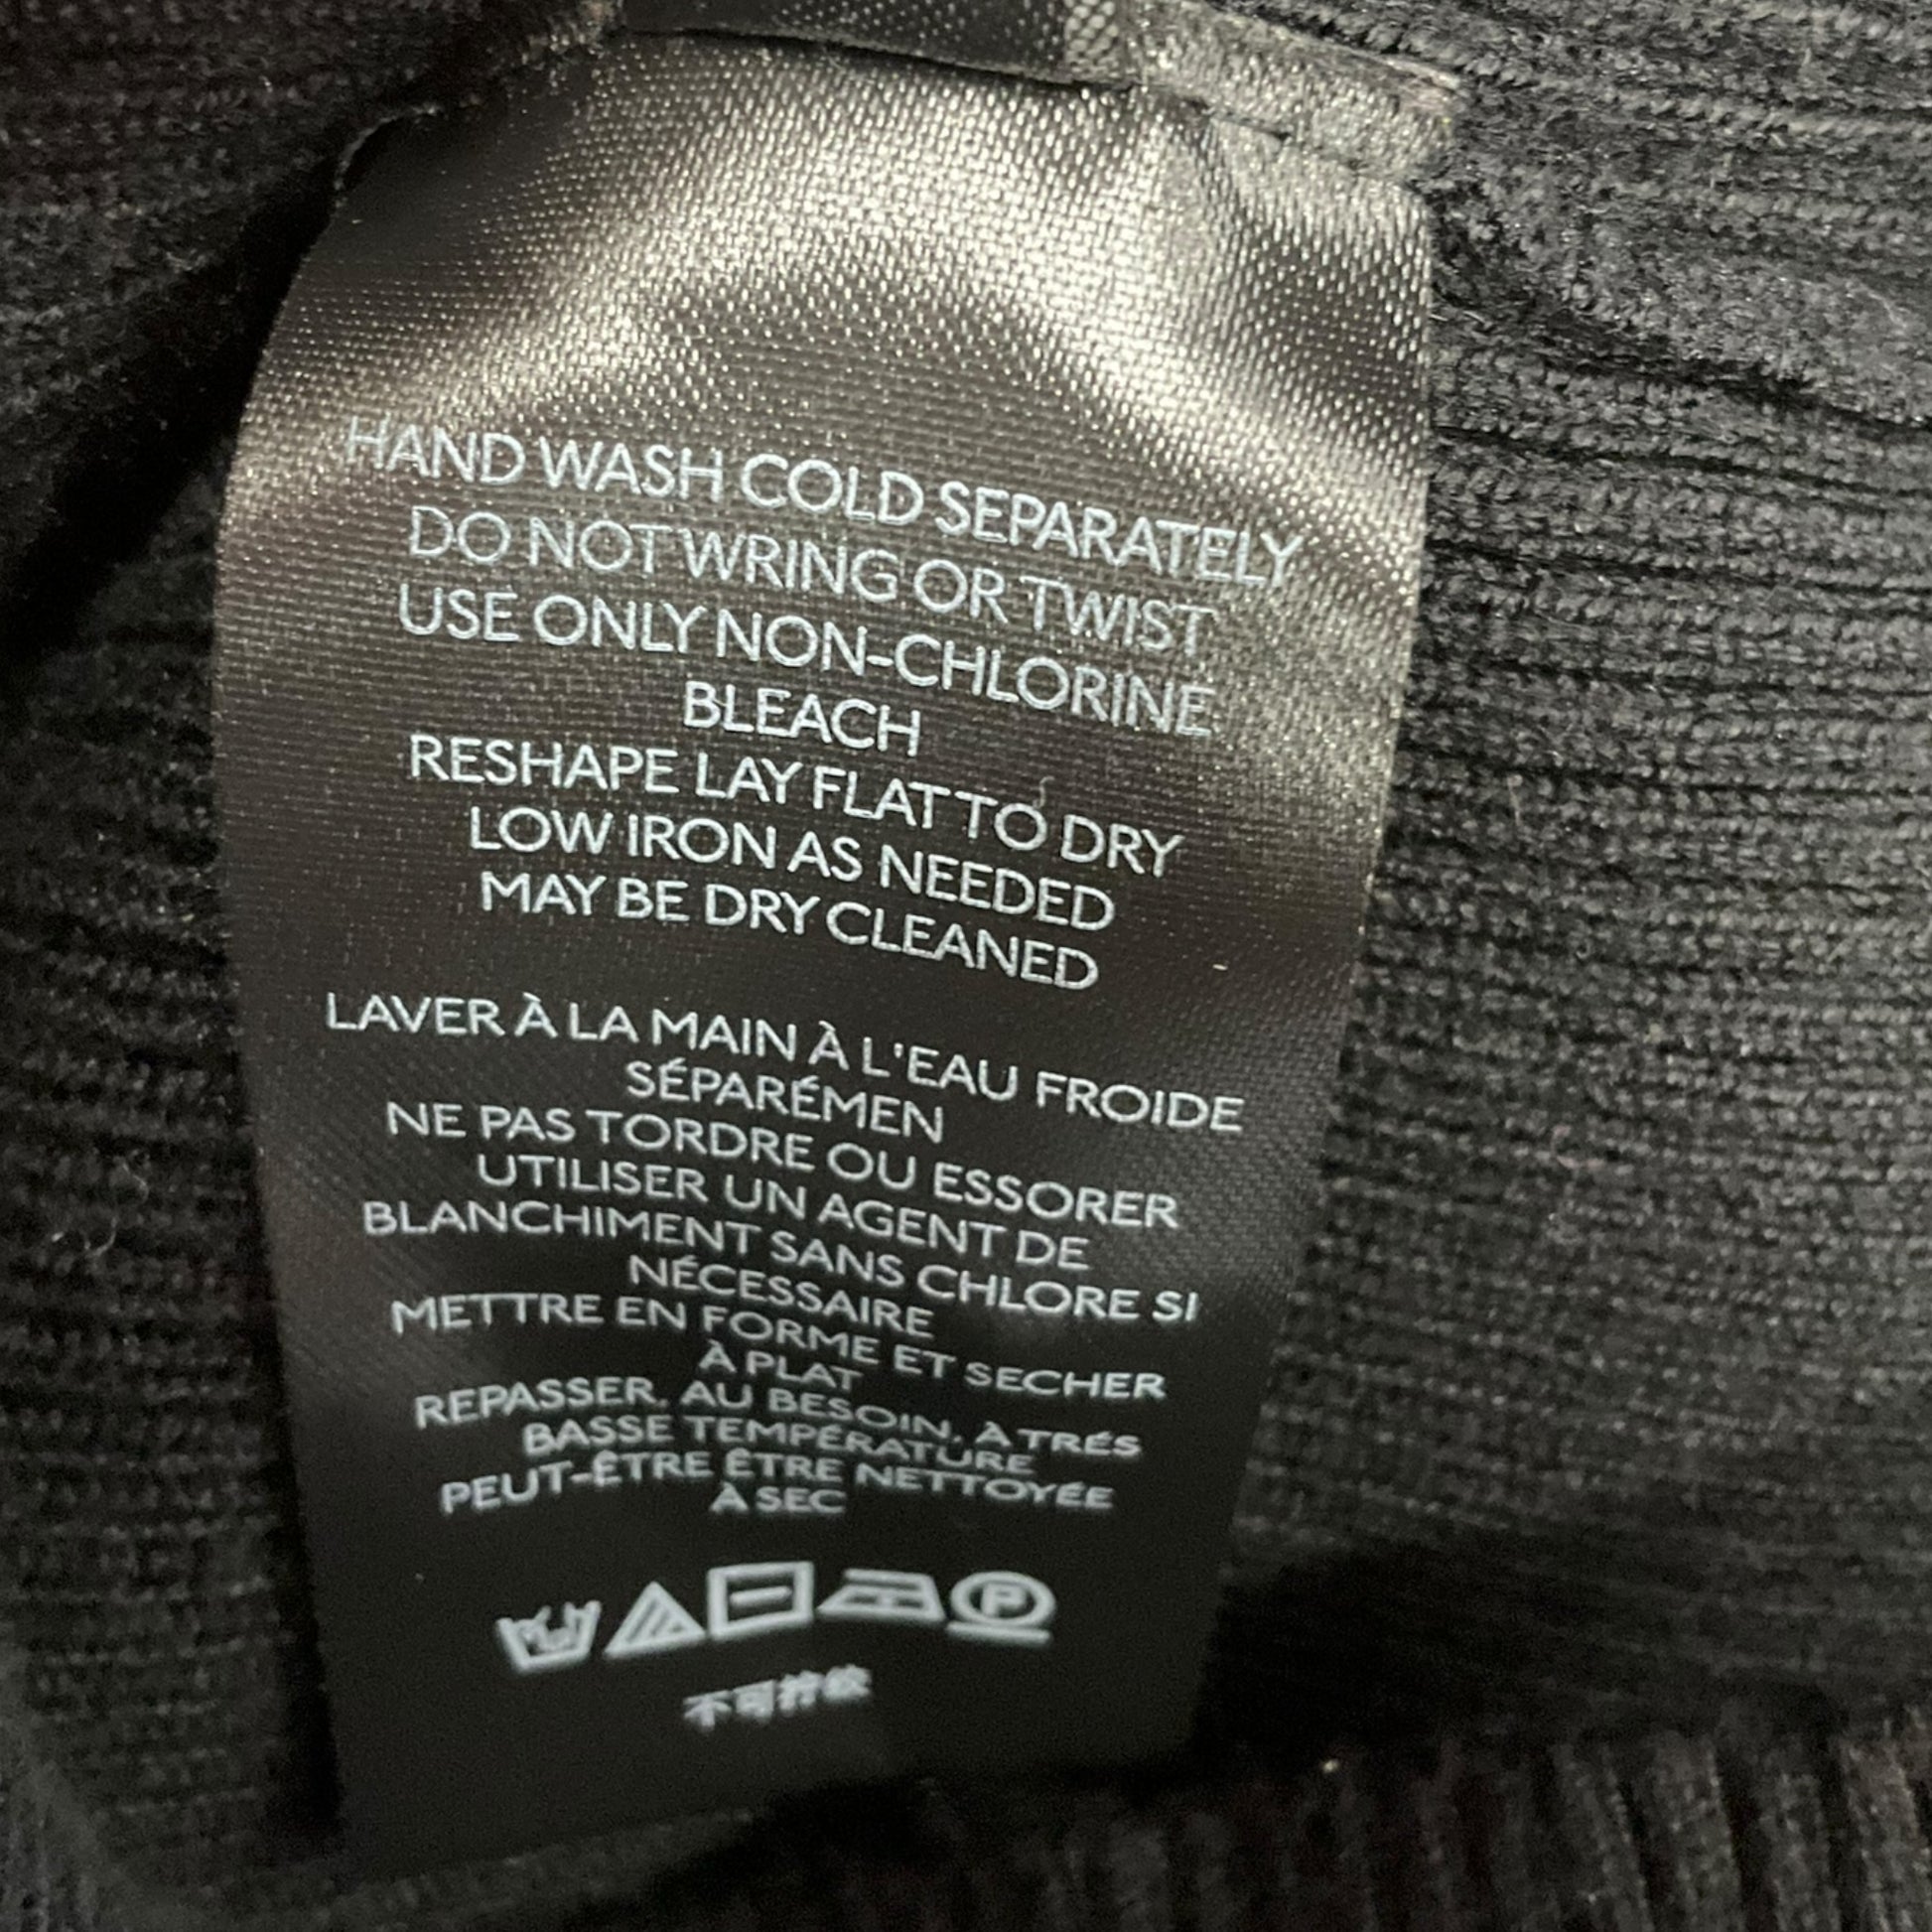 HAND WASH COLD SEPARATELY
DO NOT WRING OR TWIST
USE ONLY NON-CHLORINE
BLEACH
RESHAPE LAY FLAT TO DRY
LOW IRON AS NEEDED
MAY BE DRY CLEANED
LAVER À LA MAIN À L'EAU FROIDE
SÉPARÉMEN
NE PAS TORDRE OU ESSORER
UTILISER UN AGENT DE
BLANCHIMENT SANS CHLORE SI
NÉCESSAIRE
METTRE EN FORME ET SECHER
À PLAT
REPASSER, AU BESOIN, À TRÉS
BASSE TEMPÉRATURE
PEUT-ÊTRE ÊTRE NETTOYÉE
À SEC
P
不可拧绞